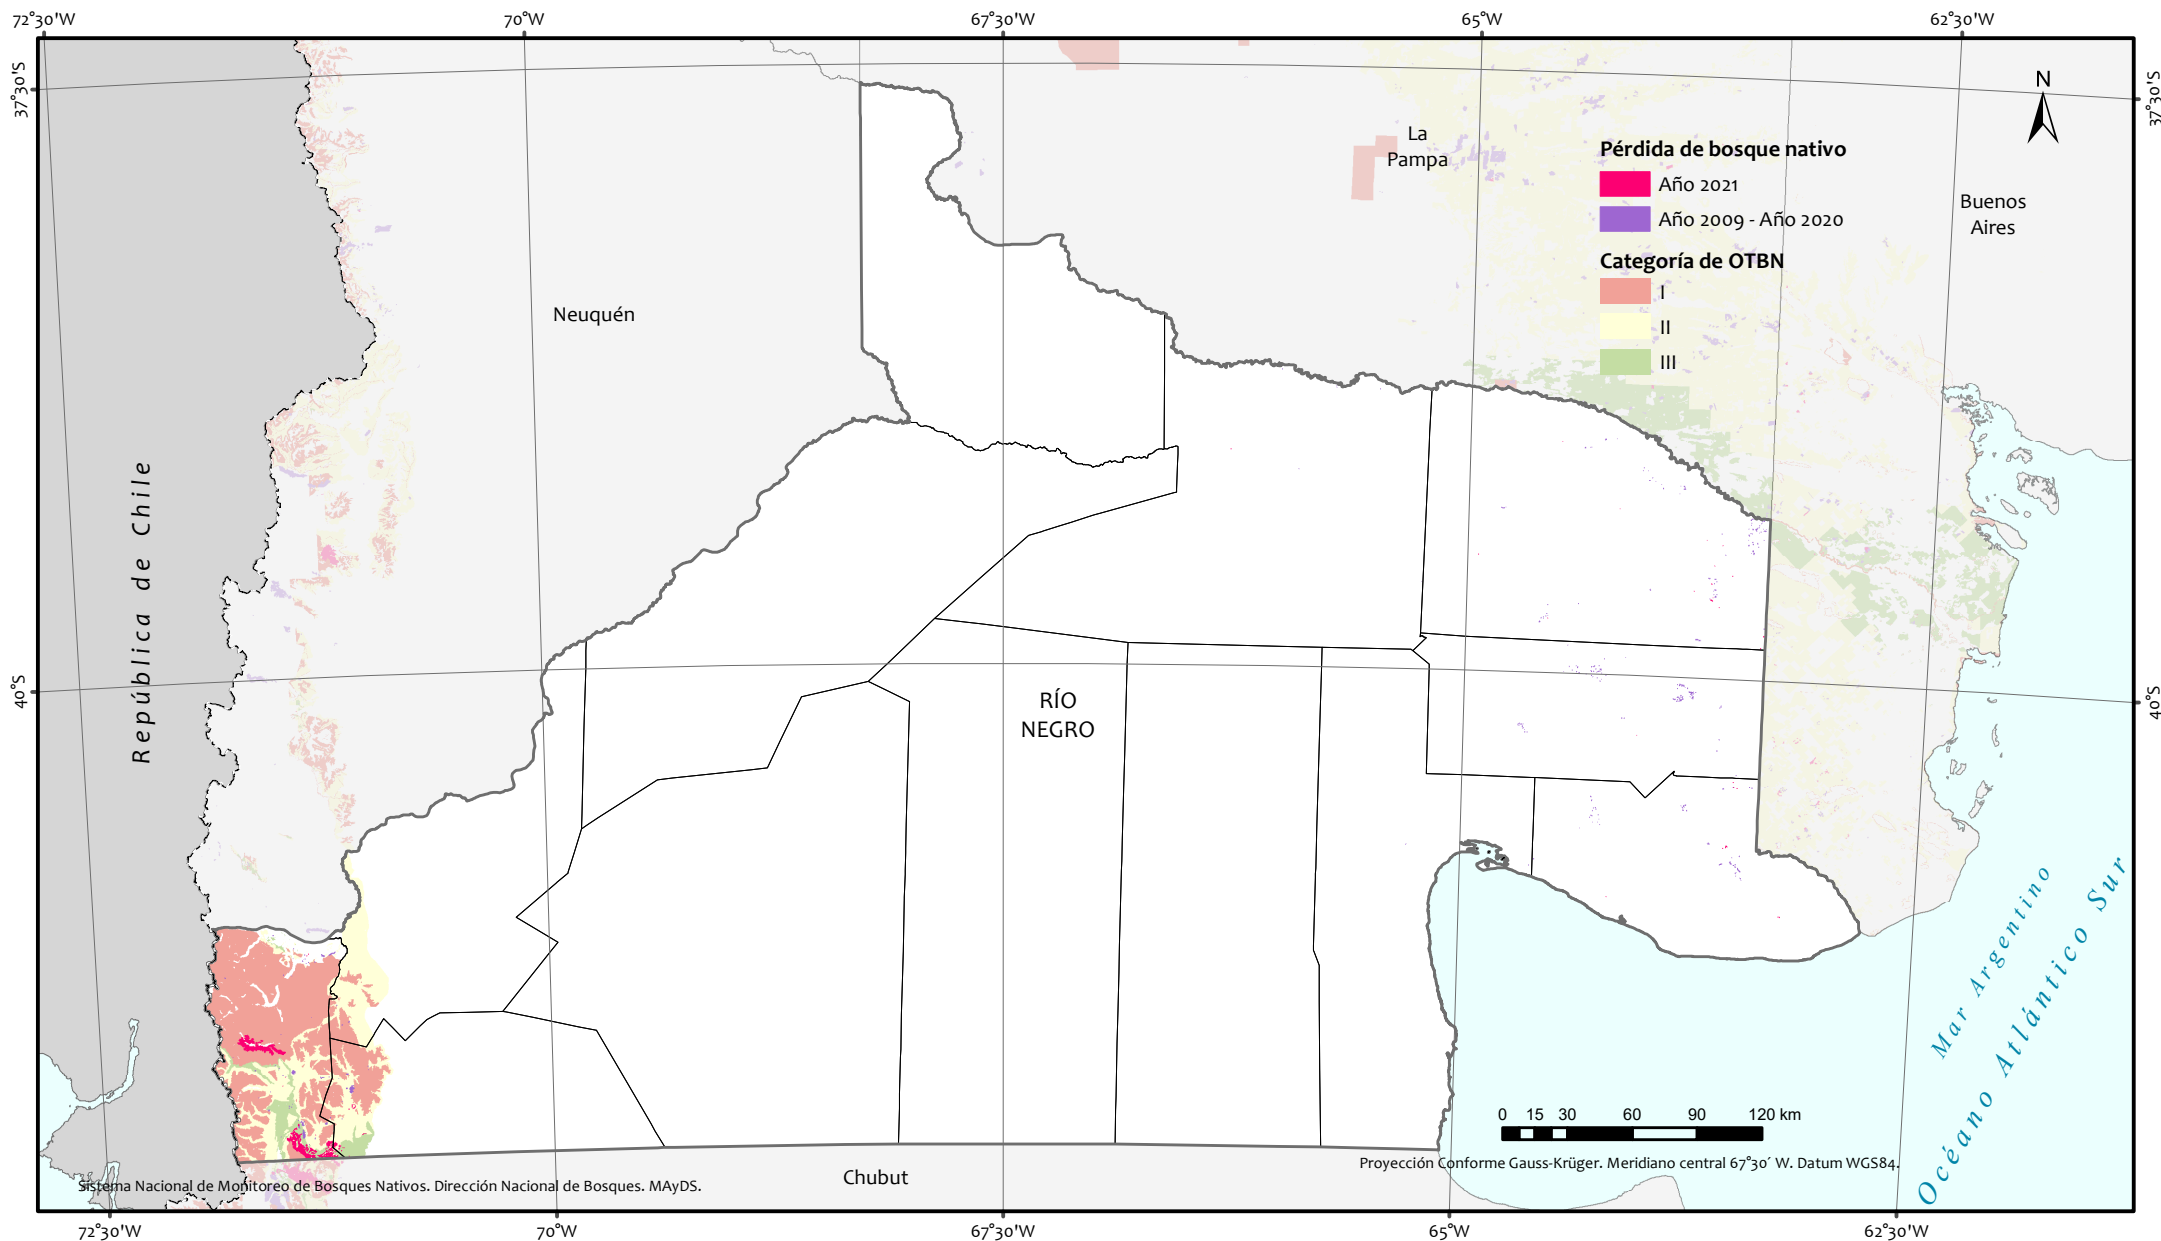 72°30'W
70°W
67°30'W
65°W
62°30'W
37°30'S
37°30'S
N
La
Pampa
Pérdida de bosque nativo
Año 2021
Año 2009 - Año 2020
Categoría de OTBN
I
II
III
Buenos
Aires
Neuquén
República de Chile
40°S
40°S
RÍO
NEGRO
Mar Argentino
Océano Atlántico Sur
0 15 30 60 90 120 km
Proyección Conforme Gauss-Krüger. Meridiano central 67°30´ W. Datum WGS84.
Chubut
Sistema Nacional de Monitoreo de Bosques Nativos. Dirección Nacional de Bosques. MAyDS.
72°30'W
70°W
67°30'W
65°W
62°30'W